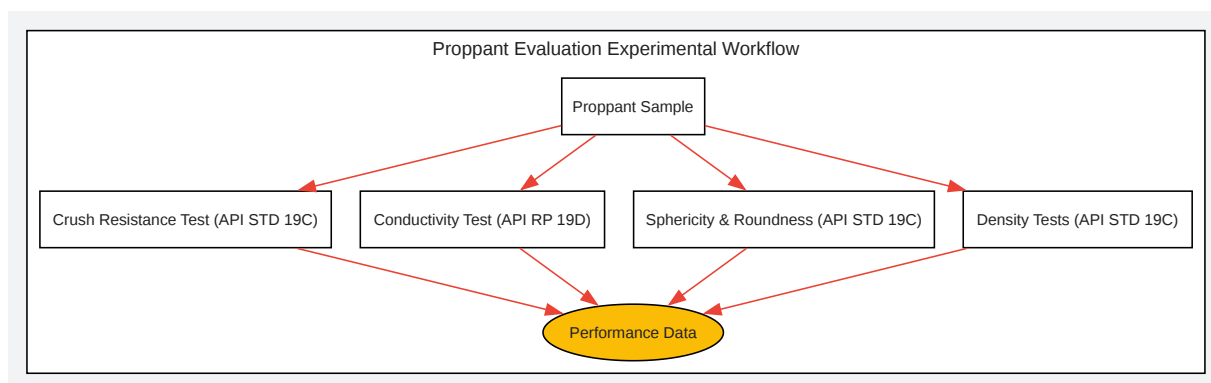 Proppant Evaluation Experimental Workflow
Proppant Sample
Crush Resistance Test (API STD 19C)
Conductivity Test (API RP 19D)
Sphericity & Roundness (API STD 19C)
Density Tests (API STD 19C)
Performance Data